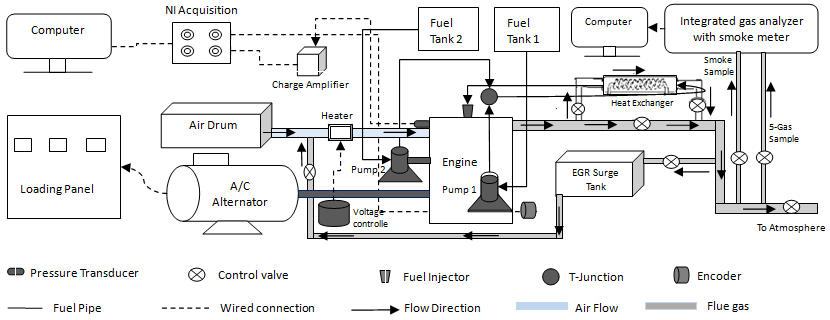 NI Acquisition
Computer
Charge Amplifier
Fuel
Tank 2
Fuel
Tank 1
Computer
Integrated gas analyzer
with smoke meter
Smoke
Sample
Heat Exchanger
5-Gas
Sample
Air Drum
Heater
Engine
Pump 2
Pump 1
EGR Surge
Tank
Loading Panel
A/C
Alternator
Voltage
controlle
To Atmosphere
Pressure Transducer
Control valve
Fuel Injector
T-Junction
Encoder
Fuel Pipe
Wired connection
Flow Direction
Air Flow
Flue gas